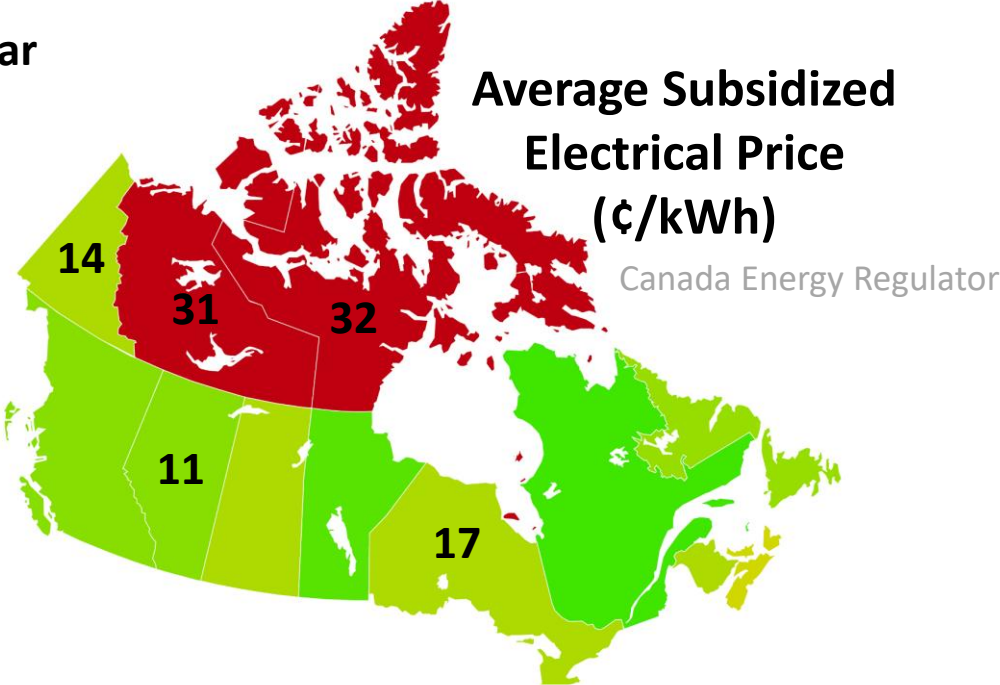 ar
Average Subsidized
Electrical Price
(¢/kWh)
Canada Energy Regulator
14
31
32
11
17